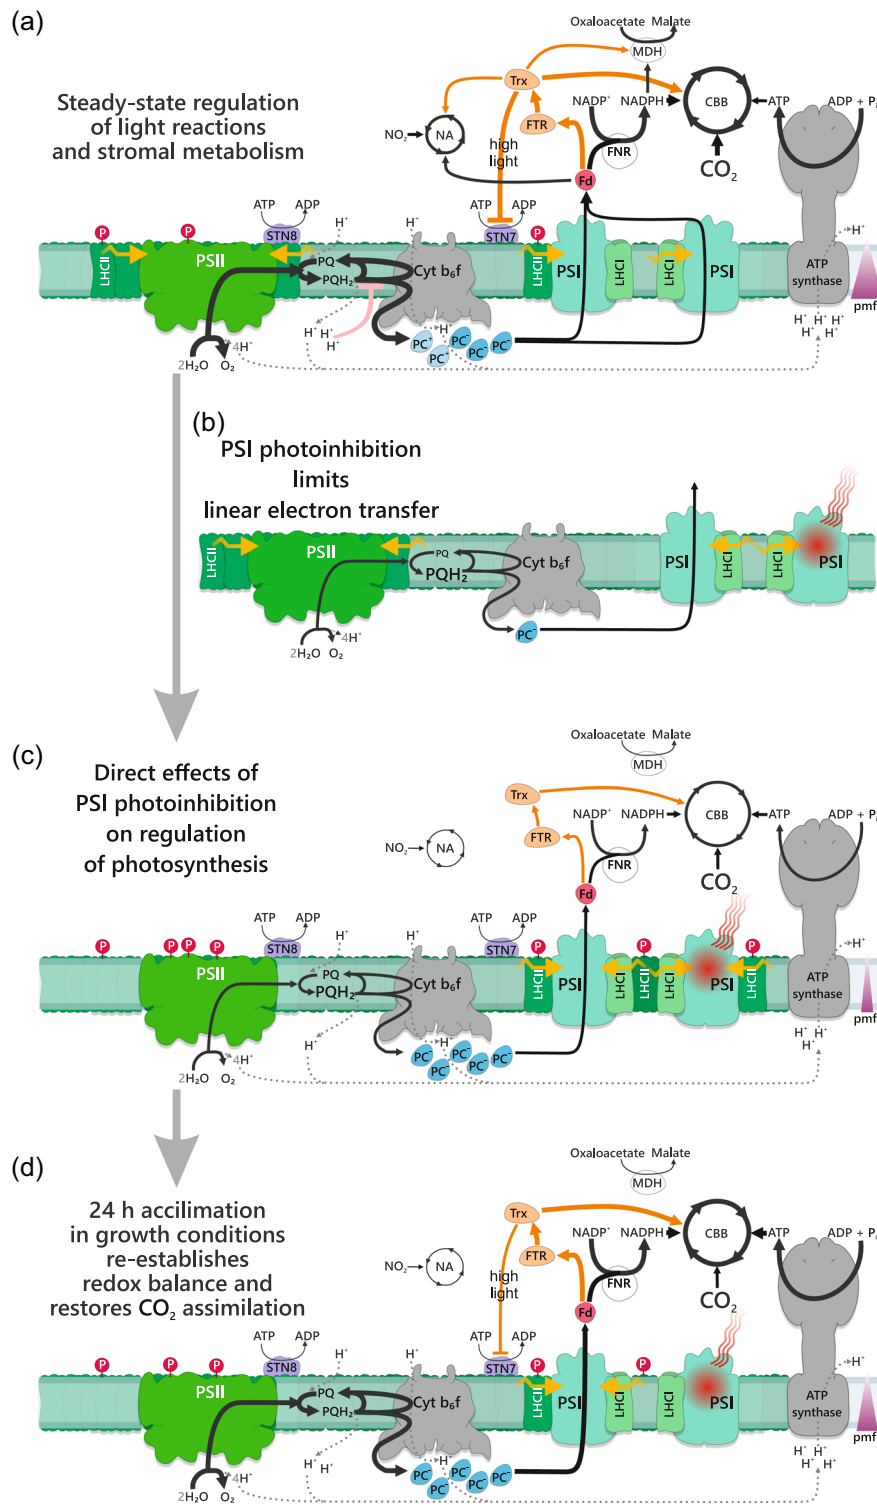 (a)
Steady-state regulation
of light reactions
and stromal metabolism
Oxaloacetate Malate
MDH
Trx
NADP⁺ NADPH
CBB
ATP ADP + Pᵢ
NO₂⁻ NA
FTR
FNR
high
light
CO₂
Fd
ATP ADP
H⁺
H⁺
ATP ADP
P
P
STN8
STN7
P
H⁺
LHCII
PSII
PQ
PQH₂
Cyt b₆f
LHCII
PSI
LHCI
LHCI
PSI
ATP
synthase
pmf
H⁺
H⁺
H⁺
H⁺
PC⁺
PC⁺
PC⁻
PC⁻
PC⁻
H⁺ H⁺ H⁺
H⁺ H⁺
4H⁺
2H₂O O₂
(b)
PSI photoinhibition
limits
linear electron transfer
LHCII
PSII
PQ
PQH₂
Cyt b₆f
PSI
LHCI
LHCI
PSI
PC⁻
4H⁺
2H₂O O₂
(c)
Direct effects of
PSI photoinhibition
on regulation
of photosynthesis
Oxaloacetate Malate
MDH
Trx
NADP⁺ NADPH
CBB
ATP ADP + Pᵢ
NO₂⁻ NA
FTR
FNR
CO₂
Fd
ATP ADP
H⁺
H⁺
ATP ADP
P
P
P
P
STN8
STN7
P
P
P
H⁺
PSII
PQ
PQH₂
Cyt b₆f
LHCII
PSI
LHCI
LHCII
LHCI
PSI
LHCII
ATP
synthase
pmf
H⁺
H⁺
PC⁻
PC⁻
PC⁻
PC⁻
PC⁻
H⁺ H⁺
H⁺
4H⁺
2H₂O O₂
(d)
24 h accilimation
in growth conditions
re-establishes
redox balance and
restores CO₂ assimilation
Oxaloacetate Malate
MDH
Trx
NADP⁺ NADPH
CBB
ATP ADP + Pᵢ
NO₂⁻ NA
FTR
FNR
high
light
CO₂
Fd
ATP ADP
H⁺
H⁺
ATP ADP
P
P
P
STN8
STN7
P
P
H⁺
PSII
PQ
PQH₂
Cyt b₆f
LHCII
PSI
LHCI
LHCI
PSI
ATP
synthase
pmf
H⁺
H⁺
H⁺
PC⁻
PC⁻
PC⁻
PC⁻
PC⁻
H⁺ H⁺
H⁺ H⁺
4H⁺
2H₂O O₂